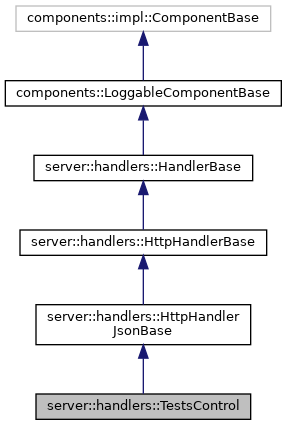 components::impl::ComponentBase
components::LoggableComponentBase
server::handlers::HandlerBase
server::handlers::HttpHandlerBase
server::handlers::HttpHandler
JsonBase
server::handlers::TestsControl